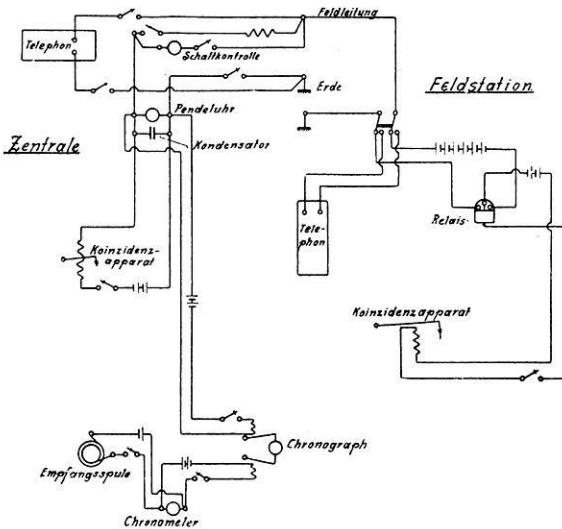 Feldleitung
Telephon
Schaltkontrolle
Erde
Feldstation
Pendeluhr
Zentrale
Kondensator
Tele-
phon
Relais
Koinzidenz-
apparat
Koinzidenzapparat
Chronograph
Empfangsspule
Chronometer